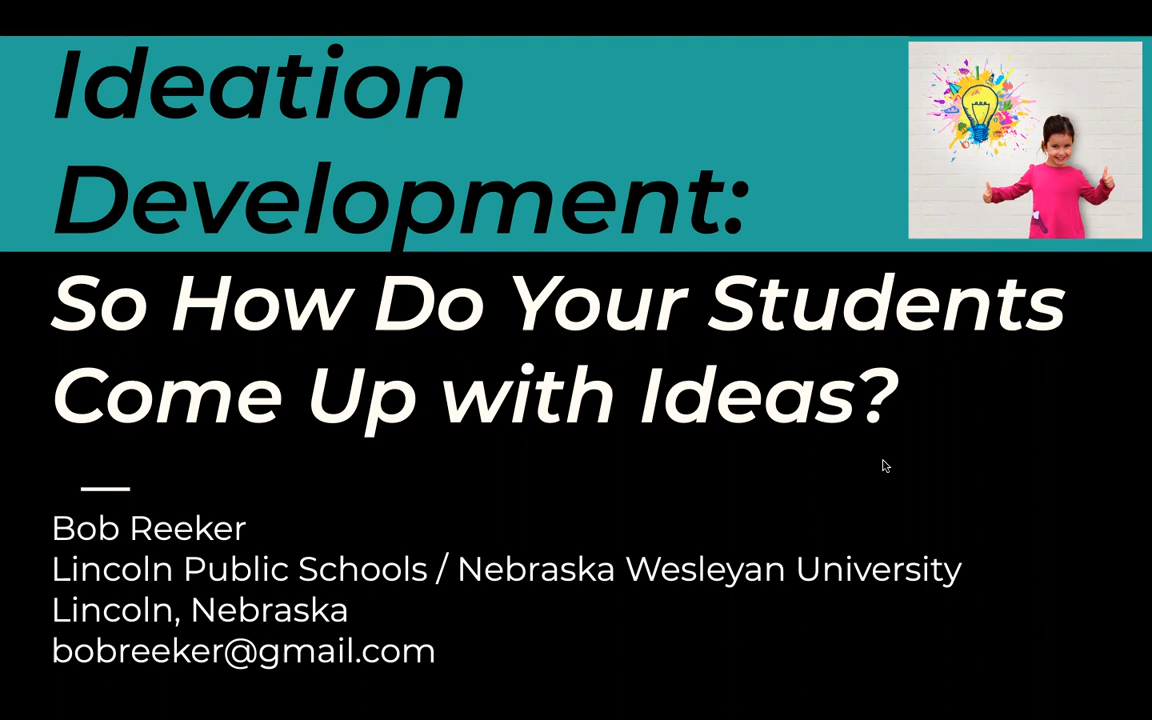 Ideation
Development:
So How Do Your Students
Come Up with Ideas?
Bob Reeker
Lincoln Public Schools / Nebraska Wesleyan University
Lincoln, Nebraska
bobreeker@gmail.com